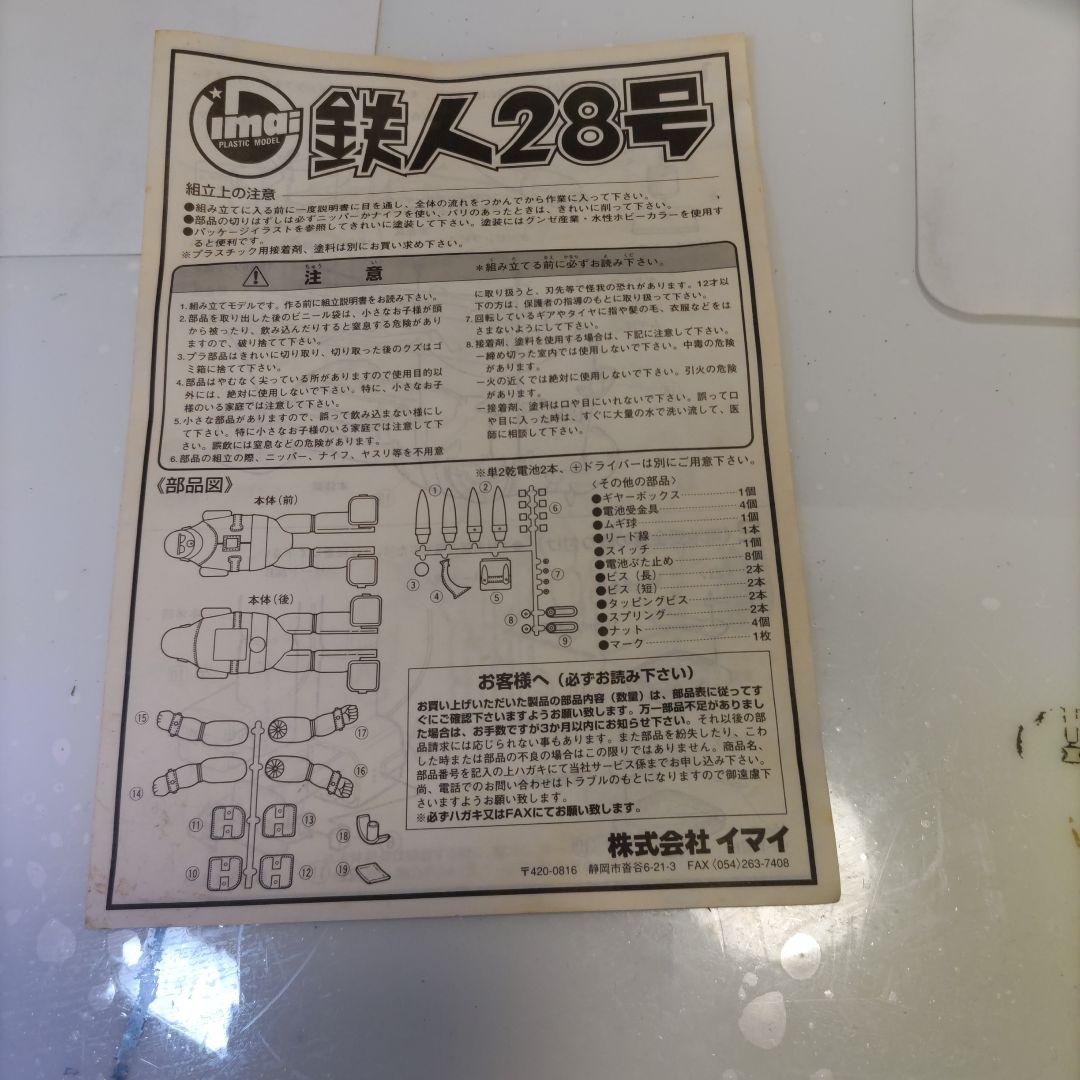 imai
PLASTIC MODEL
鉄人28号
組立上の注意
●組み立てに入る前に一度説明書に目を通し、全体の流れをつかんでから作業に入って下さい。
●部品の切りはずしは必ずニッパーかナイフを使い、バリのあったときは、きれいに削って下さい。
●パッケージイラストを参照してきれいに塗装して下さい。塗装にはグンゼ産業・水性ホビーカラーを使用す
ると便利です。
※プラスチック用接着剤、塗料は別にお買い求め下さい。
注意
ちゅう い
*組み立てる前に必ずお読み下さい。
1.組み立てモデルです。作る前に組立説明書をお読み下さい。
2.部品を取り出した後のビニール袋は、小さなお子様が頭
から被ったり、飲み込んだりすると窒息する危険があり
ますので、破り捨てて下さい。
3.プラ部品はきれいに切り取り、切り取った後のクズはゴ
ミ箱に捨てて下さい。
4.部品はやむなく尖っている所がありますので使用目的以
外には、絶対に使用しないで下さい。特に、小さなお子
様のいる家庭では注意して下さい。
5.小さな部品がありますので、誤って飲み込まない様にし
て下さい。特に小さなお子様のいる家庭では注意して下
さい。誤飲には窒息などの危険があります。
6.部品の組立の際、ニッパー、ナイフ、ヤスリ等を不用意
に取り扱うと、刃先等で怪我の恐れがあります。12才以
下の方は、保護者の指導のもとに取り扱って下さい。
7.回転しているギアやタイヤに指や髪の毛、衣服などをは
さまないようにして下さい。
8.接着剤、塗料を使用する場合は、下記に注意して下さい。
ー締め切った室内では使用しないで下さい。中毒の危険
があります。
ー火の近くでは絶対に使用しないで下さい。引火の危険
があります。
ー接着剤、塗料は口や目にいれないで下さい。誤って口
や目に入った時は、すぐに大量の水で洗い流して、医
師に相談して下さい。
※単2乾電池2本、⊕ドライバーは別にご用意下さい。
《部品図》
本体(前)
本体(後)
①
②
③
④
⑤
⑥
⑦
⑧
⑨
⑮
⑰
⑭
⑯
⑪
⑬
⑱
⑩
⑫
⑲
〈その他の部品〉
●ギヤーボックス…………1個
●電池受金具…………4個
●ムギ球…………1個
●リード線…………1本
●スイッチ…………1個
●電池ぶた止め…………8個
●ビス(長)…………2本
●ビス(短)…………2本
●タッピングビス…………2本
●スプリング…………2本
●ナット…………4個
●マーク…………1枚
お客様へ(必ずお読み下さい)
お買い上げいただいた製品の部品内容(数量)は、部品表に従ってす
ぐにご確認下さいますようお願い致します。万一部品不足がありまし
た場合は、お手数ですが3か月以内にお知らせ下さい。それ以後の部
品請求には応じられない事もあります。また部品を紛失したり、こわ
した時または部品の不良の場合はこの限りではありません。商品名、
部品番号を記入の上ハガキにて当社サービス係までお申し込み下さい。
尚、電話でのお問い合わせはトラブルのもとになりますので御遠慮下
さいますようお願い致します。
※必ずハガキ又はFAXにてお願い致します。
株式会社 イマイ
〒420-0816 静岡市沓谷6-21-3 FAX〈054〉263-7408